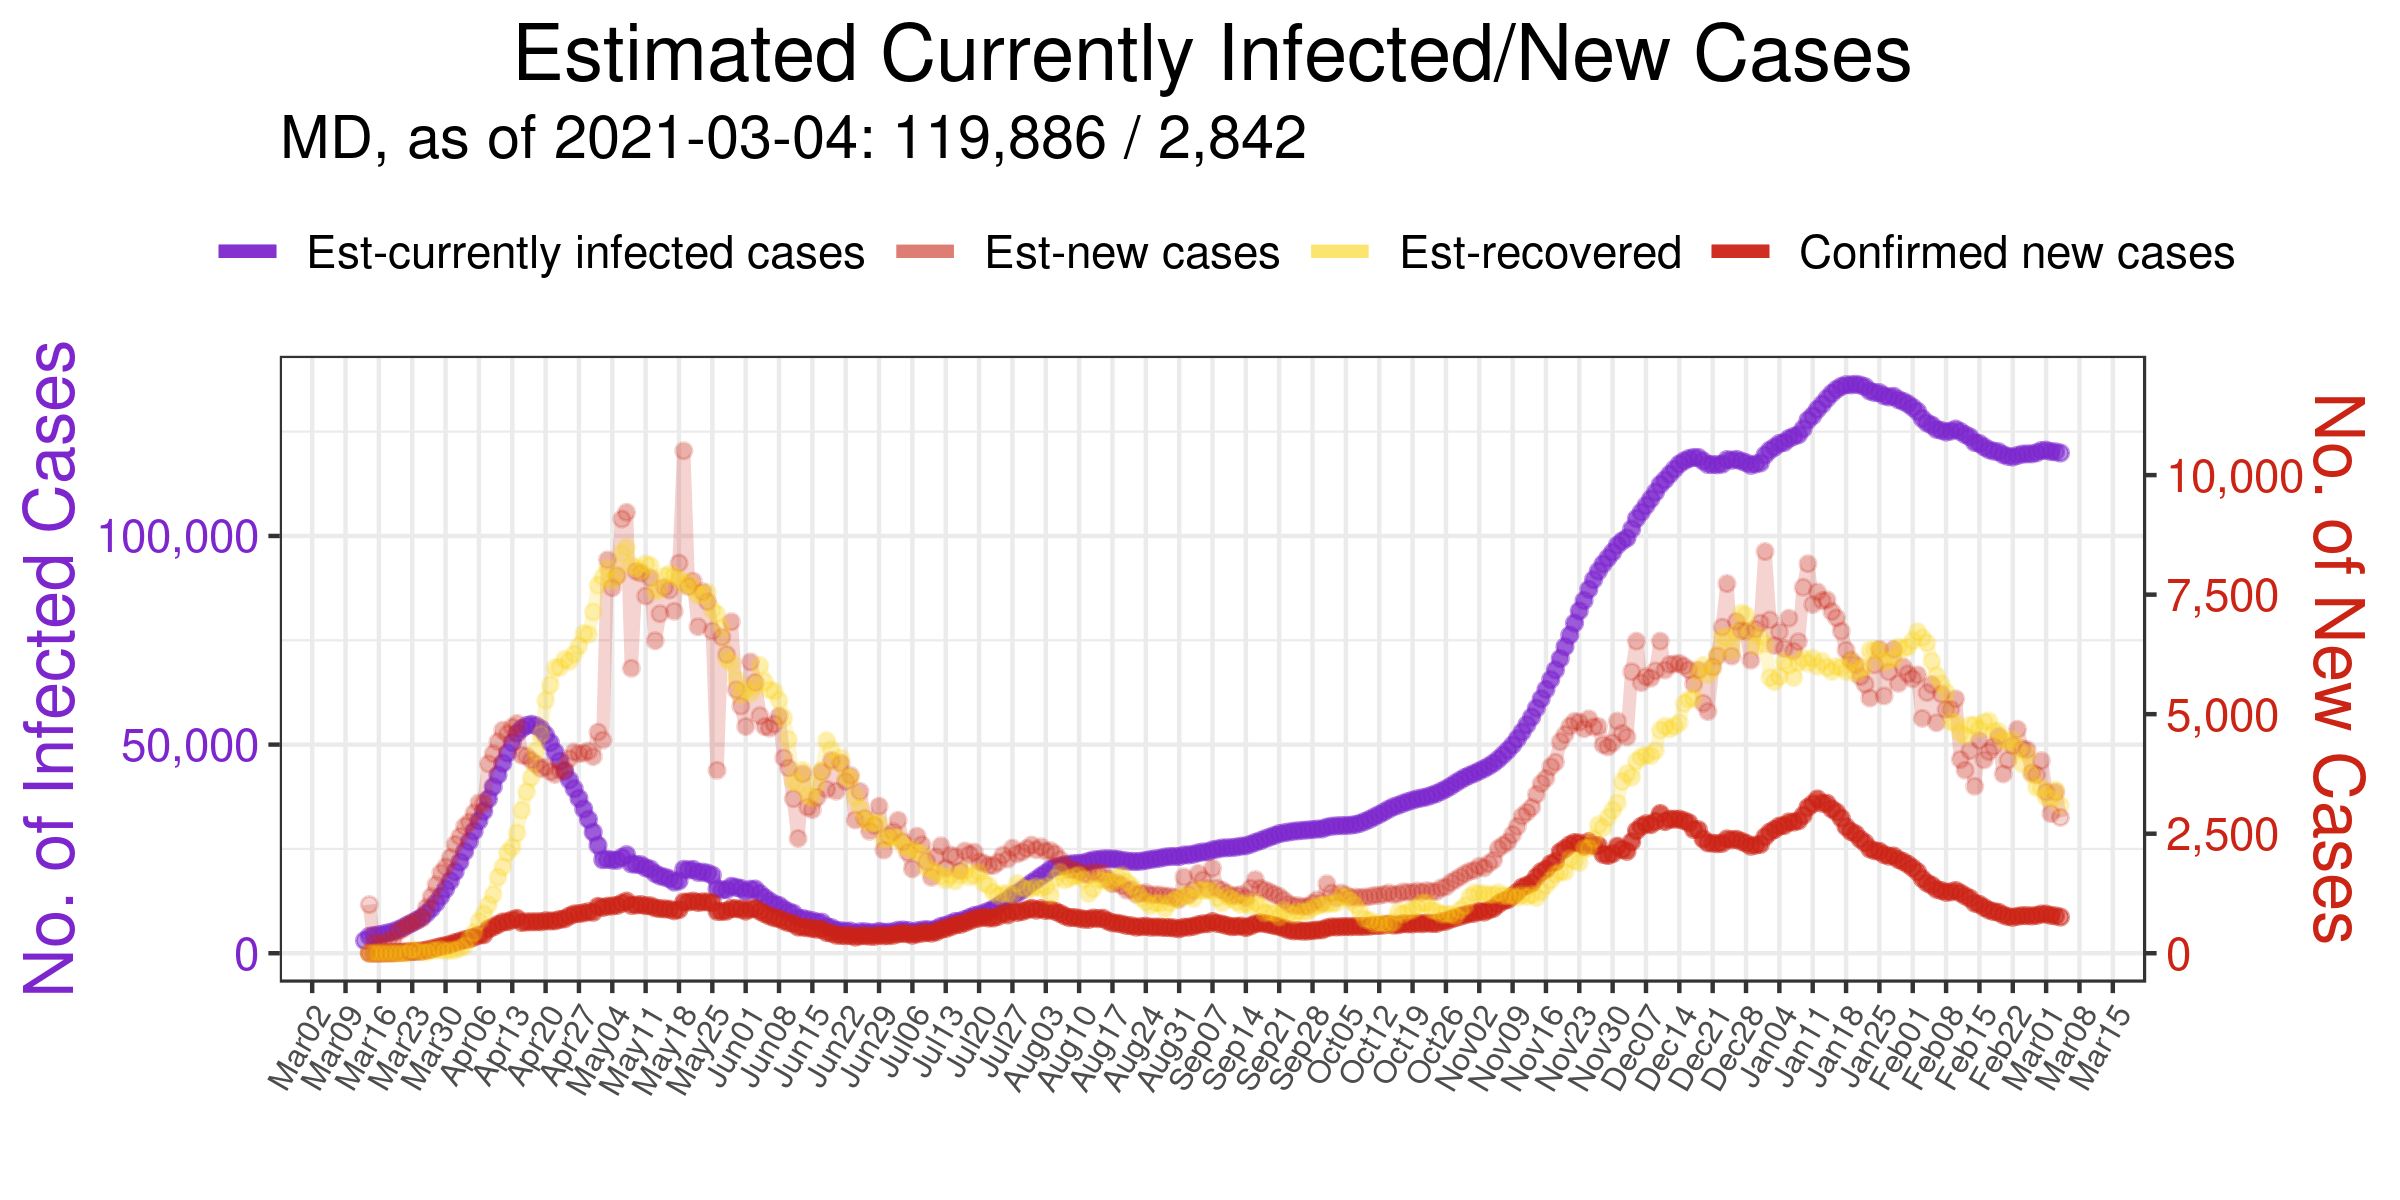 Estimated Currently Infected/New Cases
MD, as of 2021-03-04: 119,886 / 2,842
Est-currently infected cases
Est-new cases
Est-recovered
Confirmed new cases
No. of Infected Cases
100,000
50,000
0
10,000
7,500
5,000
2,500
0
No. of New Cases
Mar02
Mar09
Mar16
Mar23
Mar30
Apr06
Apr13
Apr20
Apr27
May04
May11
May18
May25
Jun01
Jun08
Jun15
Jun22
Jun29
Jul06
Jul13
Jul20
Jul27
Aug03
Aug10
Aug17
Aug24
Aug31
Sep07
Sep14
Sep21
Sep28
Oct05
Oct12
Oct19
Oct26
Nov02
Nov09
Nov16
Nov23
Nov30
Dec07
Dec14
Dec21
Dec28
Jan04
Jan11
Jan18
Jan25
Feb01
Feb08
Feb15
Feb22
Mar01
Mar08
Mar15